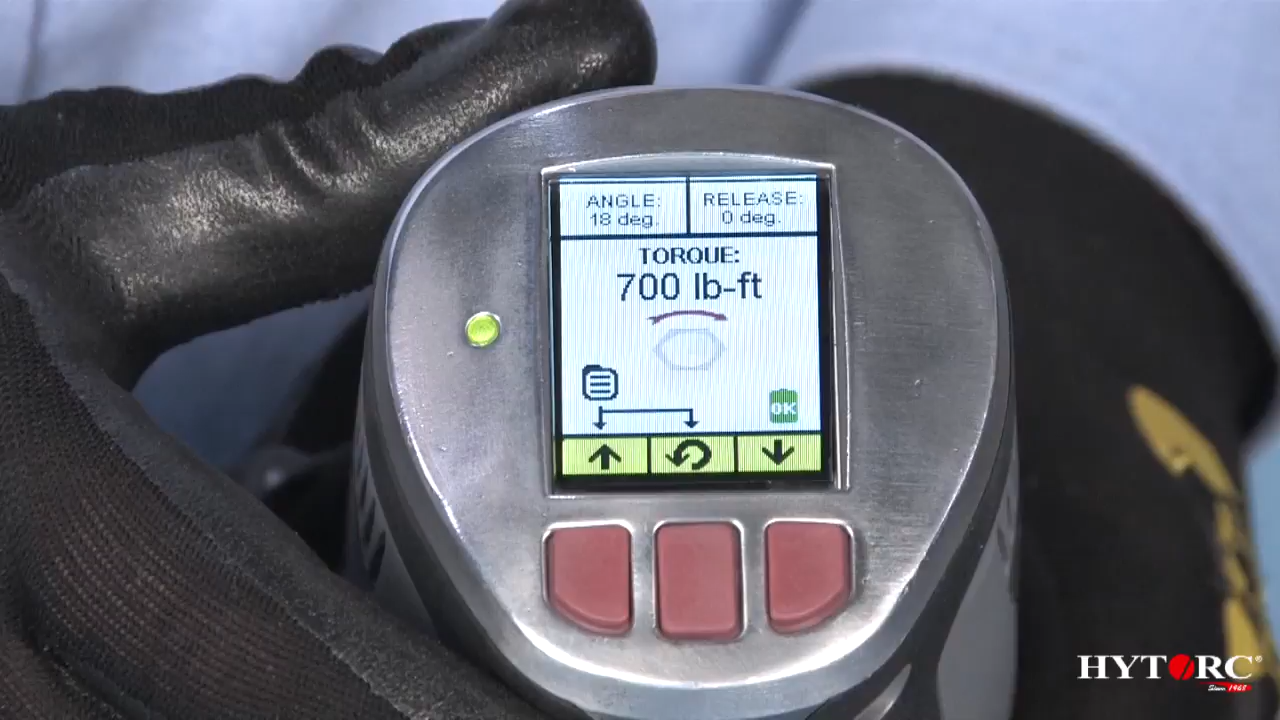 ANGLE:
18 deg.
RELEASE:
0 deg.
TORQUE:
700 lb-ft
OK
HYTORC®
Since 1968